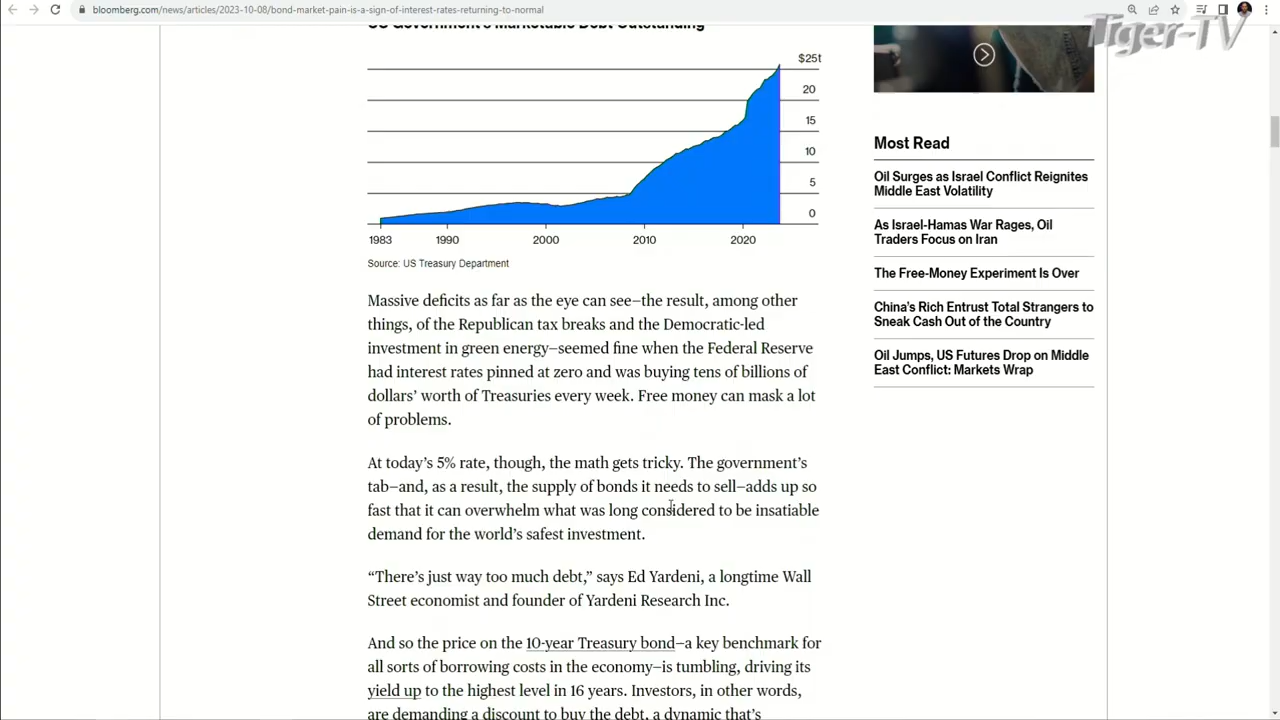 bloomberg.com/news/articles/2023-10-08/bond-market-pain-is-a-sign-of-interest-rates-returning-to-normal
Tiger-TV
US Government's Marketable Debt Outstanding
$25t
20
15
10
5
0
1983
1990
2000
2010
2020
Source: US Treasury Department
Massive deficits as far as the eye can see—the result, among other
things, of the Republican tax breaks and the Democratic-led
investment in green energy—seemed fine when the Federal Reserve
had interest rates pinned at zero and was buying tens of billions of
dollars' worth of Treasuries every week. Free money can mask a lot
of problems.
At today's 5% rate, though, the math gets tricky. The government's
tab—and, as a result, the supply of bonds it needs to sell—adds up so
fast that it can overwhelm what was long considered to be insatiable
demand for the world's safest investment.
“There's just way too much debt,” says Ed Yardeni, a longtime Wall
Street economist and founder of Yardeni Research Inc.
And so the price on the 10-year Treasury bond—a key benchmark for
all sorts of borrowing costs in the economy—is tumbling, driving its
yield up to the highest level in 16 years. Investors, in other words,
are demanding a discount to buy the debt, a dynamic that's
Most Read
Oil Surges as Israel Conflict Reignites
Middle East Volatility
As Israel-Hamas War Rages, Oil
Traders Focus on Iran
The Free-Money Experiment Is Over
China's Rich Entrust Total Strangers to
Sneak Cash Out of the Country
Oil Jumps, US Futures Drop on Middle
East Conflict: Markets Wrap